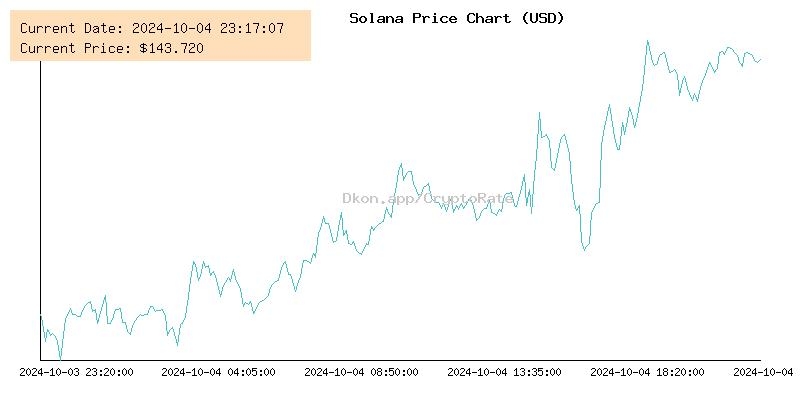 Solana Price Chart (USD)
Current Date: 2024-10-04 23:17:07
Current Price: $143.720
Dkon.app/CryptoRate
2024-10-03 23:20:00 2024-10-04 04:05:00 2024-10-04 08:50:00 2024-10-04 13:35:00 2024-10-04 18:20:00 2024-10-04